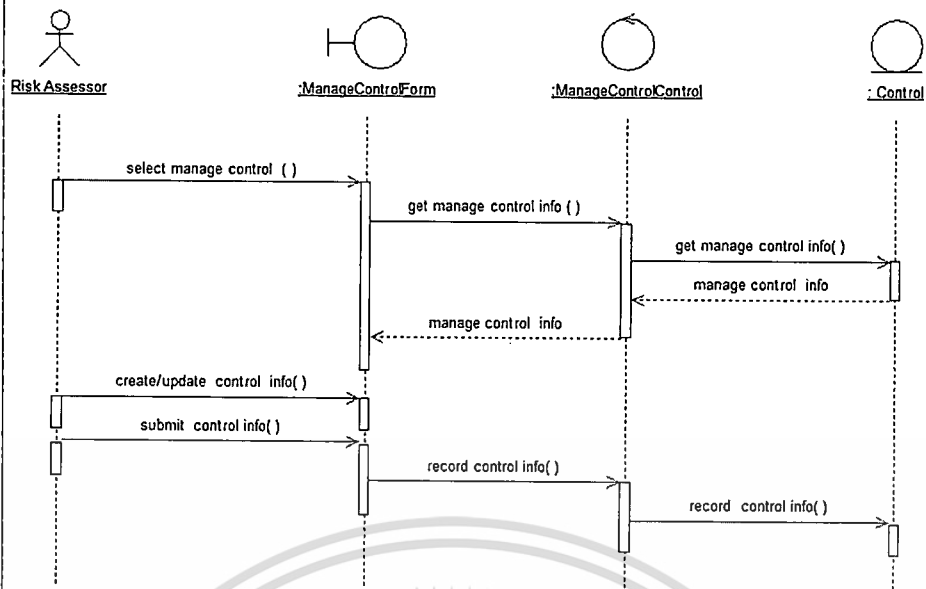 Risk Assessor
:ManageControlForm
:ManageControlControl
: Control
select manage control ( )
get manage control info ( )
get manage control info( )
manage control info
manage control info
create/update control info( )
submit control info( )
record control info( )
record control info( )